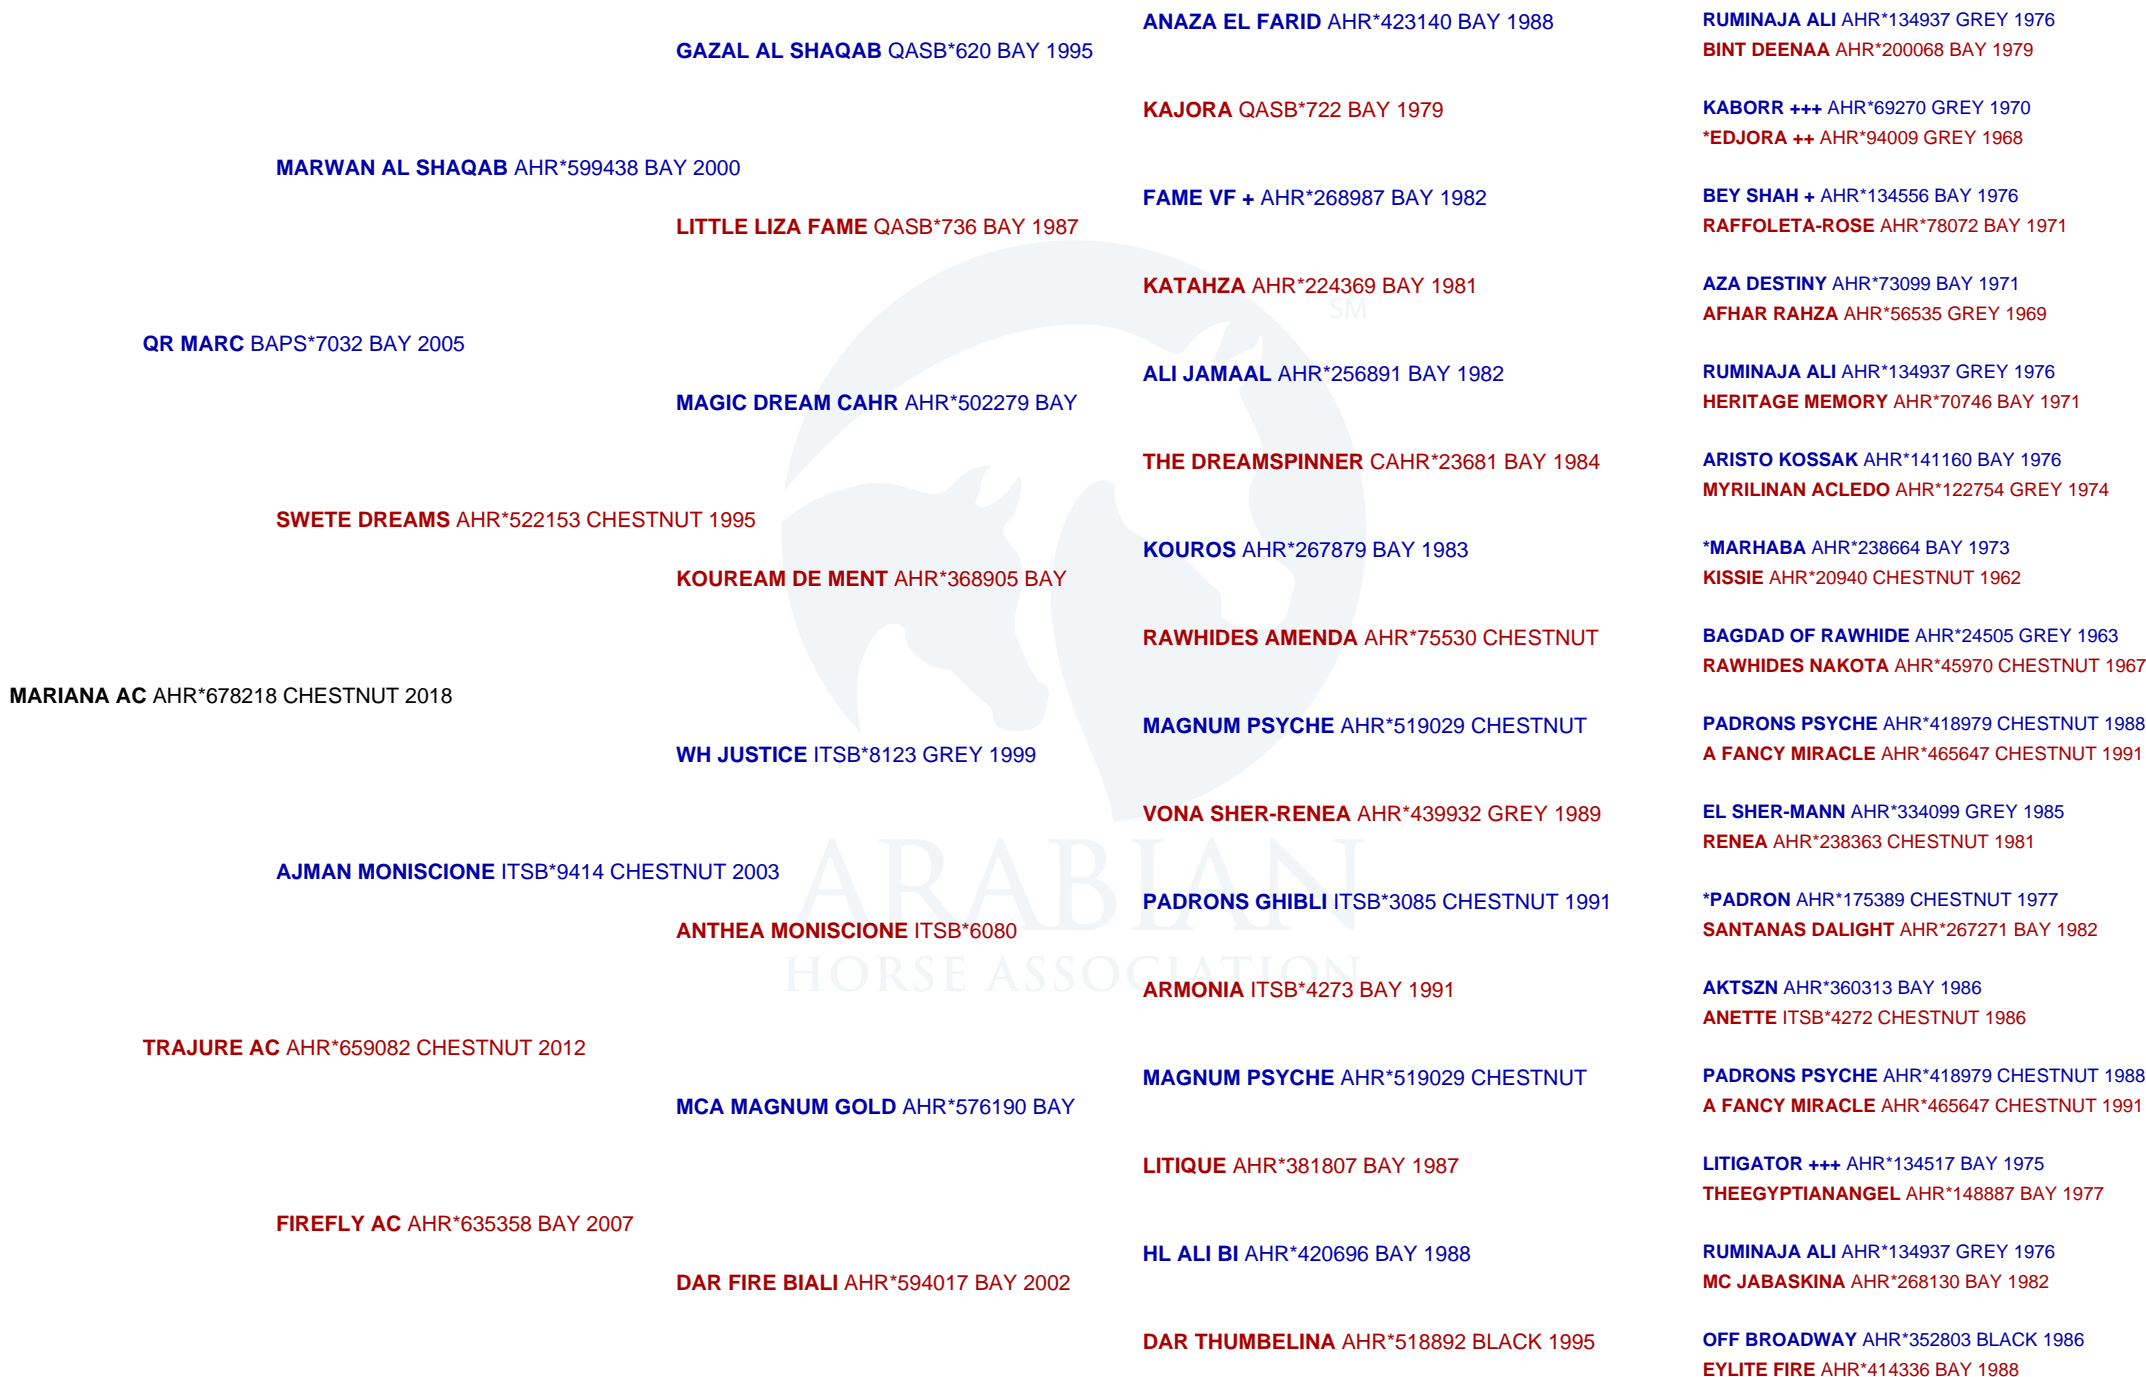 ANAZA EL FARID AHR*423140 BAY 1988
RUMINAJA ALI AHR*134937 GREY 1976
GAZAL AL SHAQAB QASB*620 BAY 1995
BINT DEENAA AHR*200068 BAY 1979
KAJORA QASB*722 BAY 1979
KABORR +++ AHR*69270 GREY 1970
*EDJORA ++ AHR*94009 GREY 1968
MARWAN AL SHAQAB AHR*599438 BAY 2000
FAME VF + AHR*268987 BAY 1982
BEY SHAH + AHR*134556 BAY 1976
LITTLE LIZA FAME QASB*736 BAY 1987
RAFFOLETA-ROSE AHR*78072 BAY 1971
KATAHZA AHR*224369 BAY 1981
AZA DESTINY AHR*73099 BAY 1971
SM
AFHAR RAHZA AHR*56535 GREY 1969
QR MARC BAPS*7032 BAY 2005
ALI JAMAAL AHR*256891 BAY 1982
RUMINAJA ALI AHR*134937 GREY 1976
MAGIC DREAM CAHR AHR*502279 BAY
HERITAGE MEMORY AHR*70746 BAY 1971
THE DREAMSPINNER CAHR*23681 BAY 1984
ARISTO KOSSAK AHR*141160 BAY 1976
MYRILINAN ACLEDO AHR*122754 GREY 1974
SWETE DREAMS AHR*522153 CHESTNUT 1995
KOUROS AHR*267879 BAY 1983
*MARHABA AHR*238664 BAY 1973
KOUREAM DE MENT AHR*368905 BAY
KISSIE AHR*20940 CHESTNUT 1962
RAWHIDES AMENDA AHR*75530 CHESTNUT
BAGDAD OF RAWHIDE AHR*24505 GREY 1963
RAWHIDES NAKOTA AHR*45970 CHESTNUT 1967
MARIANA AC AHR*678218 CHESTNUT 2018
MAGNUM PSYCHE AHR*519029 CHESTNUT
PADRONS PSYCHE AHR*418979 CHESTNUT 1988
WH JUSTICE ITSB*8123 GREY 1999
A FANCY MIRACLE AHR*465647 CHESTNUT 1991
VONA SHER-RENEA AHR*439932 GREY 1989
EL SHER-MANN AHR*334099 GREY 1985
RENEA AHR*238363 CHESTNUT 1981
AJMAN MONISCIONE ITSB*9414 CHESTNUT 2003
ARABIAN
PADRONS GHIBLI ITSB*3085 CHESTNUT 1991
*PADRON AHR*175389 CHESTNUT 1977
ANTHEA MONISCIONE ITSB*6080
SANTANAS DALIGHT AHR*267271 BAY 1982
HORSE ASSOCIATION
ARMONIA ITSB*4273 BAY 1991
AKTSZN AHR*360313 BAY 1986
ANETTE ITSB*4272 CHESTNUT 1986
TRAJURE AC AHR*659082 CHESTNUT 2012
MAGNUM PSYCHE AHR*519029 CHESTNUT
PADRONS PSYCHE AHR*418979 CHESTNUT 1988
MCA MAGNUM GOLD AHR*576190 BAY
A FANCY MIRACLE AHR*465647 CHESTNUT 1991
LITIQUE AHR*381807 BAY 1987
LITIGATOR +++ AHR*134517 BAY 1975
THEEGYPTIANANGEL AHR*148887 BAY 1977
FIREFLY AC AHR*635358 BAY 2007
HL ALI BI AHR*420696 BAY 1988
RUMINAJA ALI AHR*134937 GREY 1976
DAR FIRE BIALI AHR*594017 BAY 2002
MC JABASKINA AHR*268130 BAY 1982
DAR THUMBELINA AHR*518892 BLACK 1995
OFF BROADWAY AHR*352803 BLACK 1986
EYLITE FIRE AHR*414336 BAY 1988